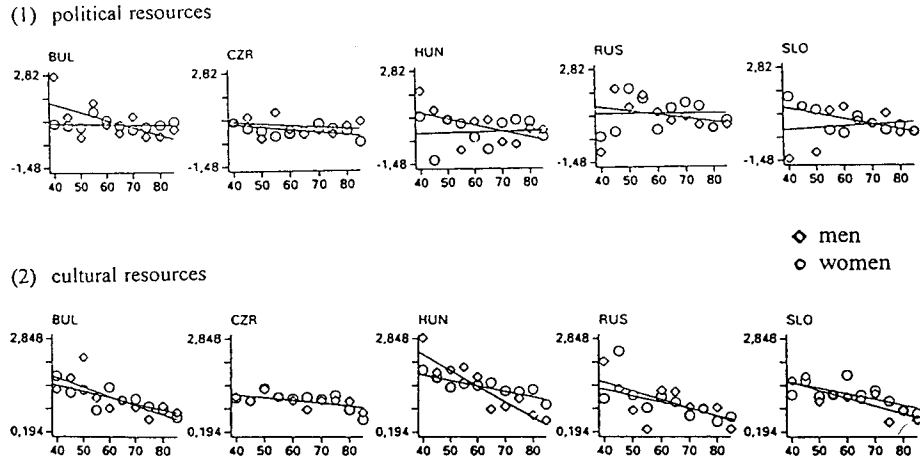 (1) political resources
BUL CZR HUN RUS SLO
2,82 2,82 2,82 2,82 2,82
-1,48 -1,48 -1,48 -1,48 -1,48
40 50 60 70 80 40 50 60 70 80 40 50 60 70 80 40 50 60 70 80 40 50 60 70 80
men
women
(2) cultural resources
BUL CZR HUN RUS SLO
2,848 2,848 2,848 2,848 2,848
0,194 0,194 0,194 0,194 0,194
40 50 60 70 80 40 50 60 70 80 40 50 60 70 80 40 50 60 70 80 40 50 60 70 80